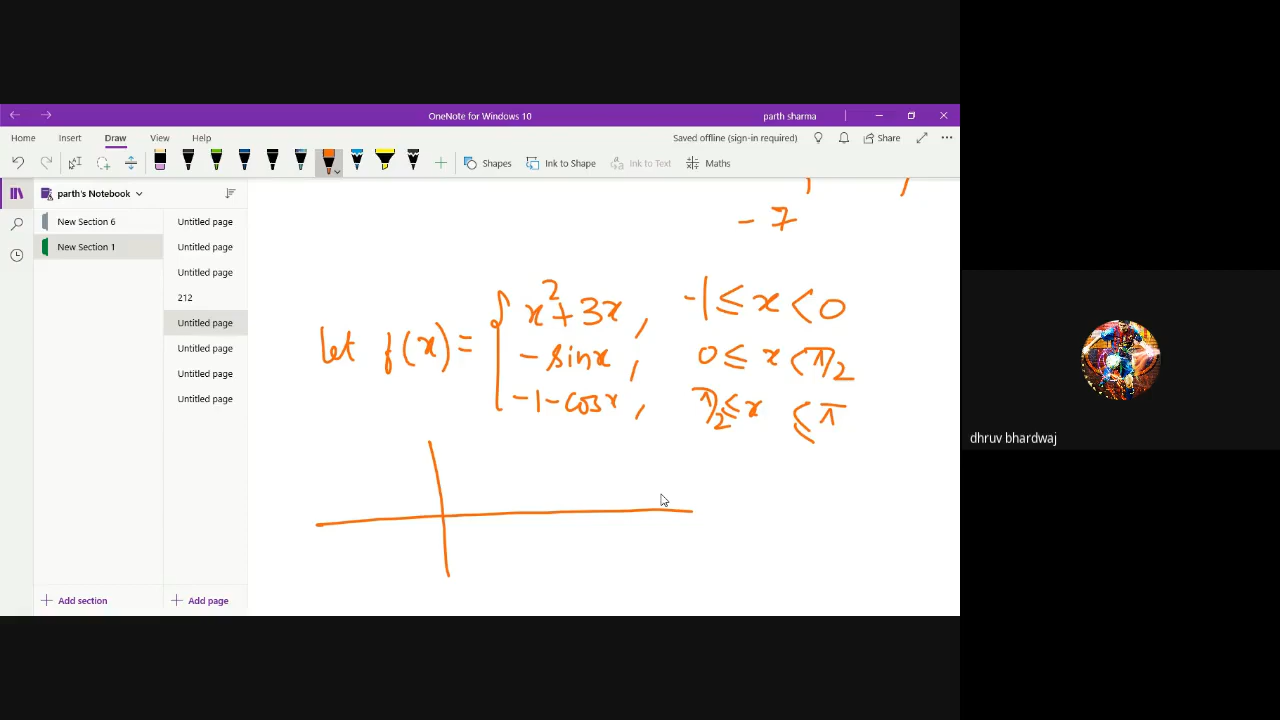 OneNote for Windows 10
parth sharma
Home Insert Draw View Help
Saved offline (sign-in required)
Share
Shapes
Ink to Shape
Ink to Text
Maths
parth's Notebook
New Section 6
New Section 1
Untitled page
Untitled page
Untitled page
212
Untitled page
Untitled page
Untitled page
Untitled page
Add section
Add page
- 7
let f(x) = { x²+3x, -1 ≤ x < 0
-sinx, 0 ≤ x < π/2
-1-cosx, π/2 ≤ x ≤ π
dhruv bhardwaj